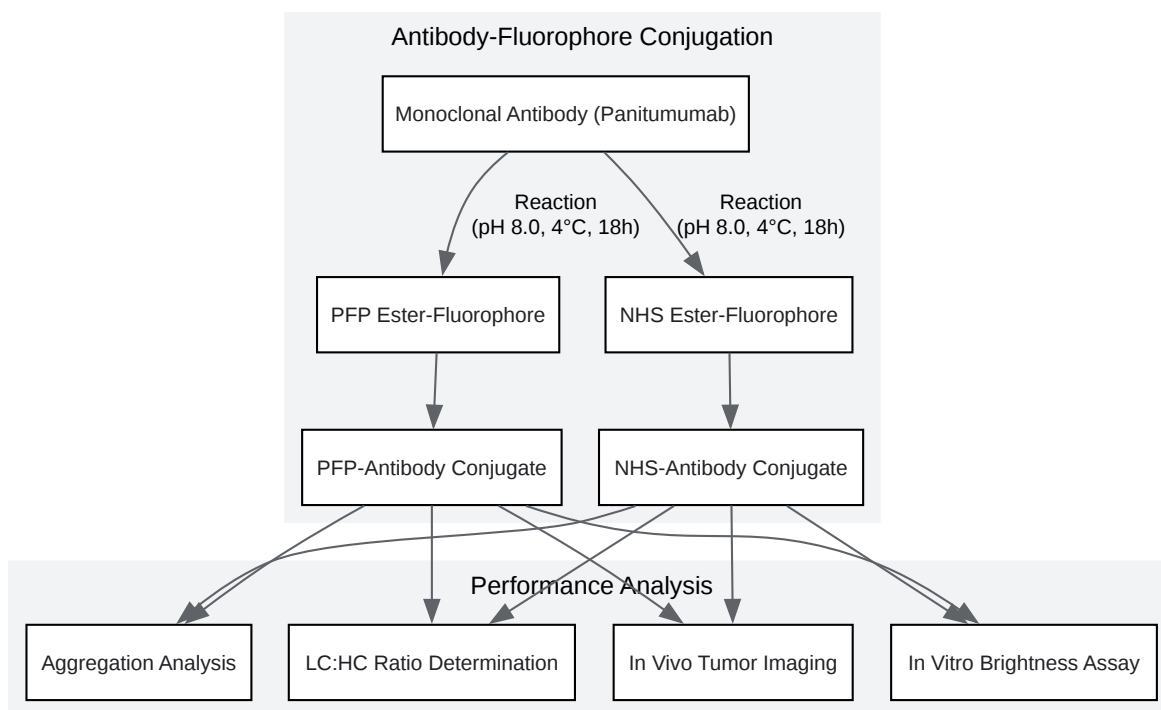 Antibody-Fluorophore Conjugation
Monoclonal Antibody (Panitumumab)
Reaction
(pH 8.0, 4°C, 18h)
Reaction
(pH 8.0, 4°C, 18h)
PFP Ester-Fluorophore
NHS Ester-Fluorophore
PFP-Antibody Conjugate
NHS-Antibody Conjugate
Performance Analysis
Aggregation Analysis
LC:HC Ratio Determination
In Vivo Tumor Imaging
In Vitro Brightness Assay